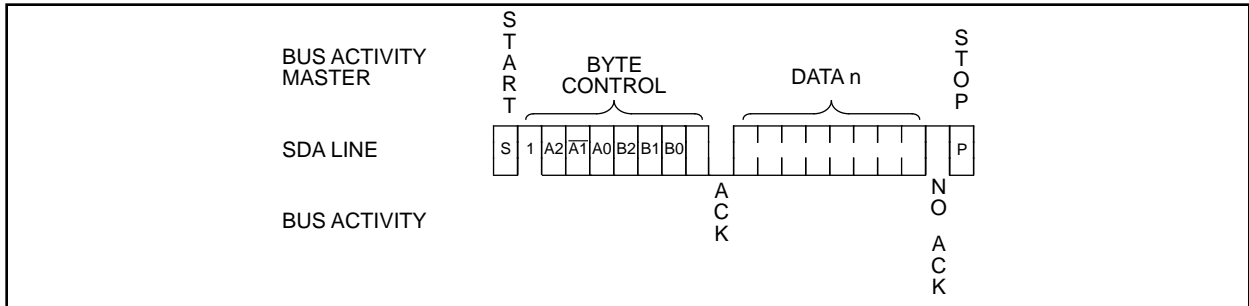 BUS ACTIVITY
MASTER
START
BYTE
CONTROL
DATA n
STOP
SDA LINE
S 1 A2 A̅1̅ A0 B2 B1 B0 P
BUS ACTIVITY
ACK
NO ACK